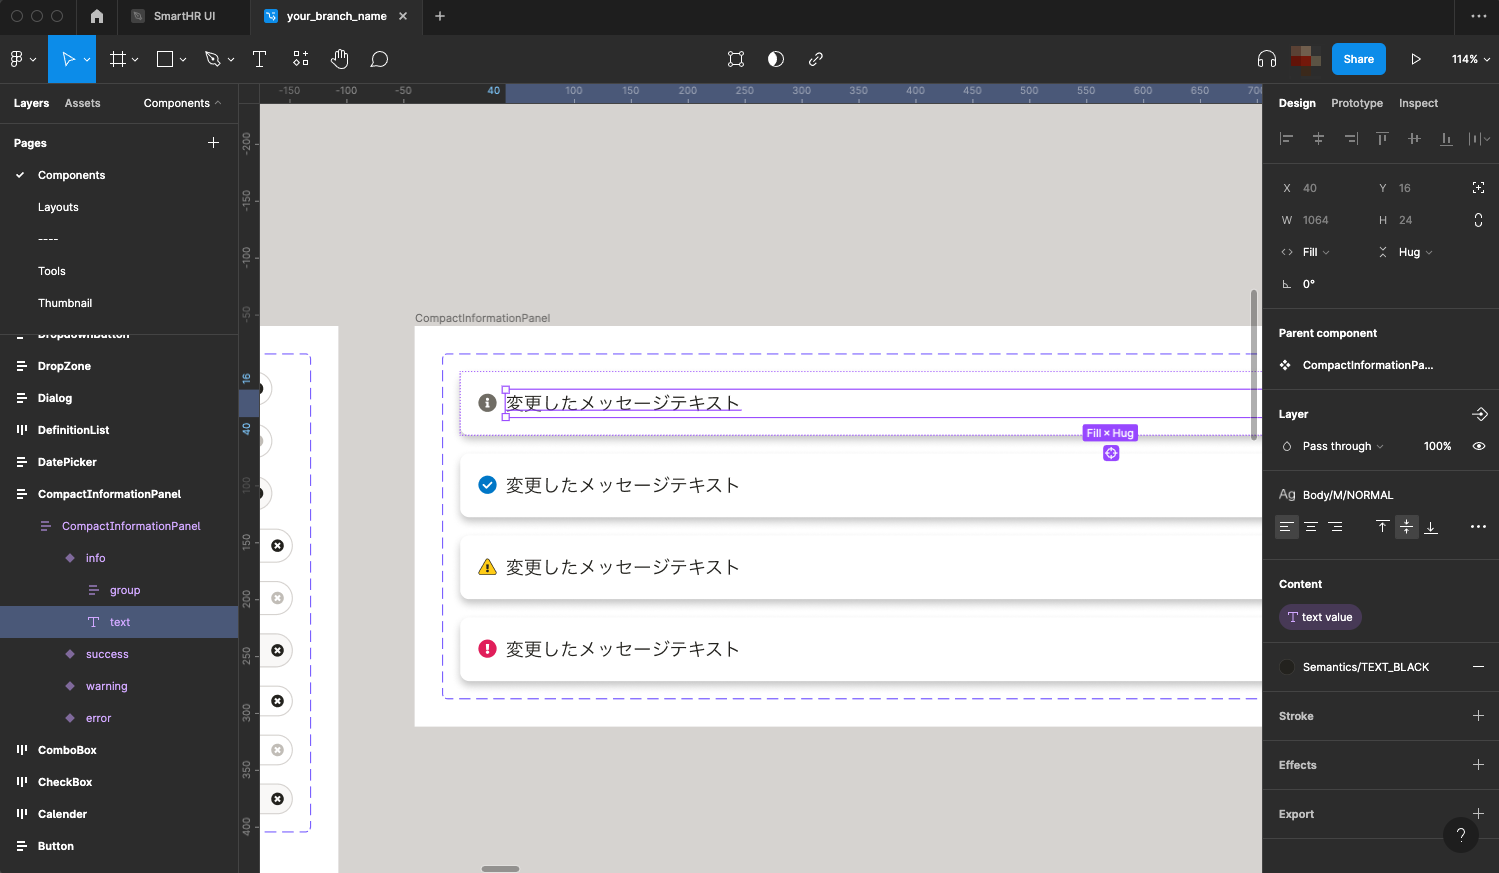 SmartHR UI
your_branch_name
114%
Share
Layers
Assets
Components
Pages
Components
Layouts
----
Tools
Thumbnail
DropdownButton
DropZone
Dialog
DefinitionList
DatePicker
CompactInformationPanel
CompactInformationPanel
info
group
text
success
warning
error
ComboBox
CheckBox
Calender
Button
-150
-100
-50
40
100
150
200
250
300
350
400
450
500
550
600
650
700
-200
-150
-100
-50
16
40
100
150
200
250
300
350
400
CompactInformationPanel
変更したメッセージテキスト
Fill × Hug
変更したメッセージテキスト
変更したメッセージテキスト
変更したメッセージテキスト
Design
Prototype
Inspect
X 40
Y 16
W 1064
H 24
Fill
Hug
0°
Parent component
CompactInformationPa...
Layer
Pass through
100%
Ag Body/M/NORMAL
Content
text value
Semantics/TEXT_BLACK
Stroke
Effects
Export
?